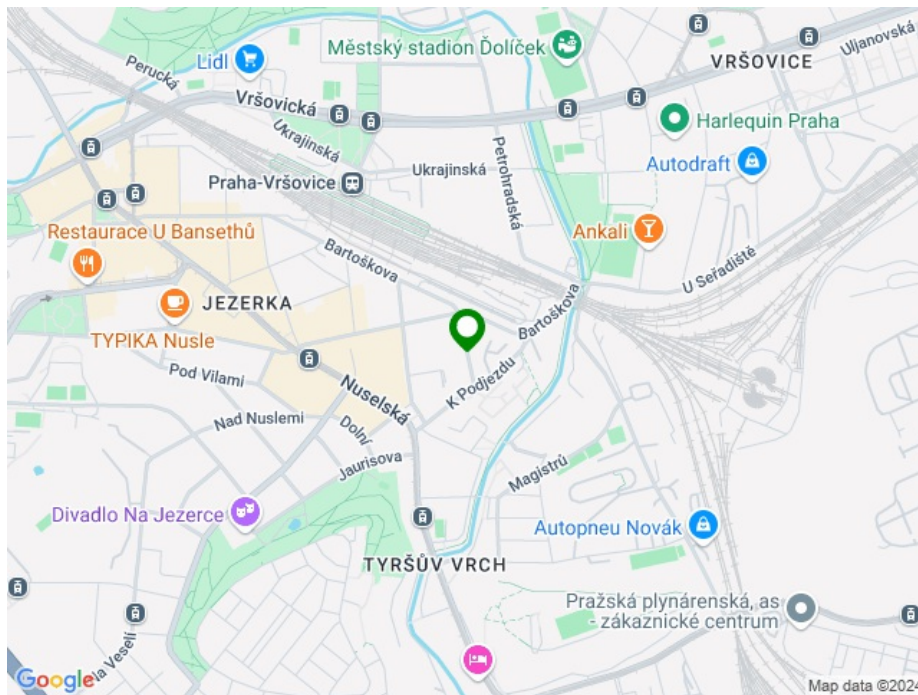 Městský stadion Ďolíček
Uljanovská
VRŠOVICE
Lidl
Perucká
Vršovická
Ukrajinská
Harlequin Praha
Autodraft
Petrohradská
Ukrajinská
Praha-Vršovice
Restaurace U Bansethů
Ankali
Bartoškova
U Seřadiště
JEZERKA
Bartoškova
TYPIKA Nusle
Pod Vilami
K Podjezdu
Nuselská
Nad Nuslemi
Dolní
Jaurisova
Magistrů
Divadlo Na Jezerce
Autopneu Novák
TYRŠŮV VRCH
Pražská plynárenská, as
- zákaznické centrum
la Veselí
Google
Map data ©2024